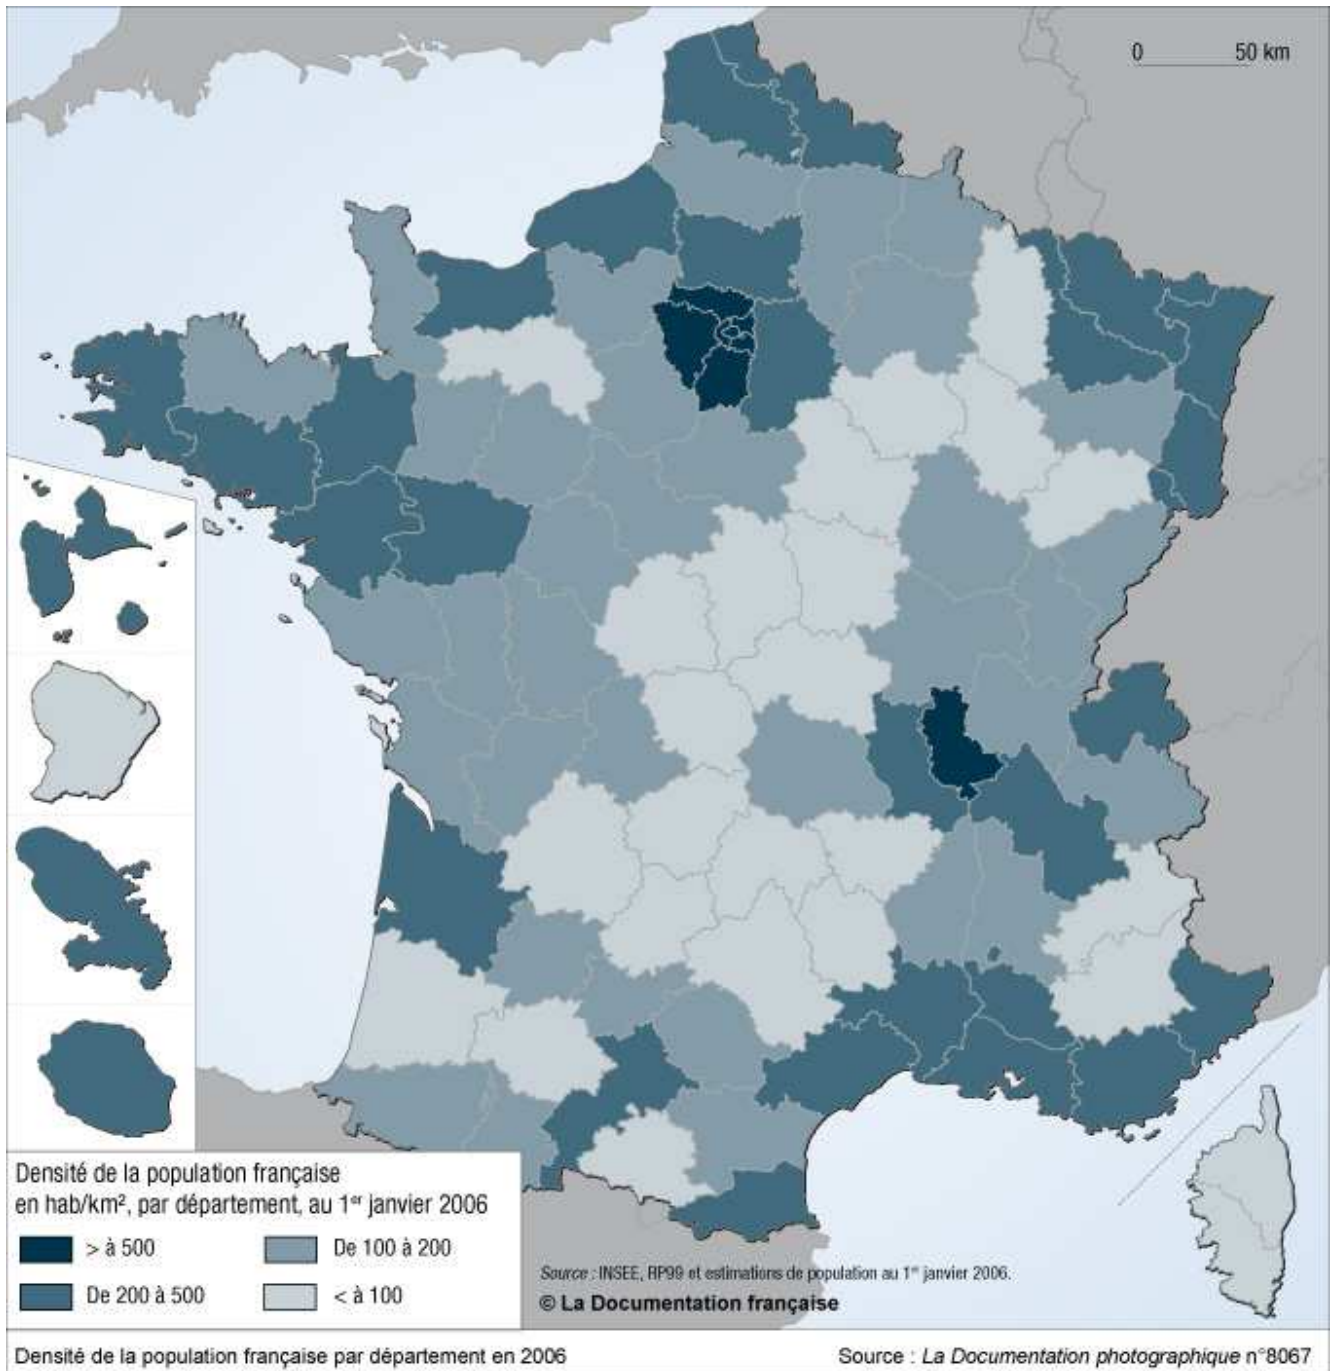 0 50 km
Densité de la population française
en hab/km², par département, au 1er janvier 2006
> à 500
De 100 à 200
De 200 à 500
< à 100
Source : INSEE, RP99 et estimations de population au 1er janvier 2006.
© La Documentation française
Densité de la population française par département en 2006
Source : La Documentation photographique n°8067